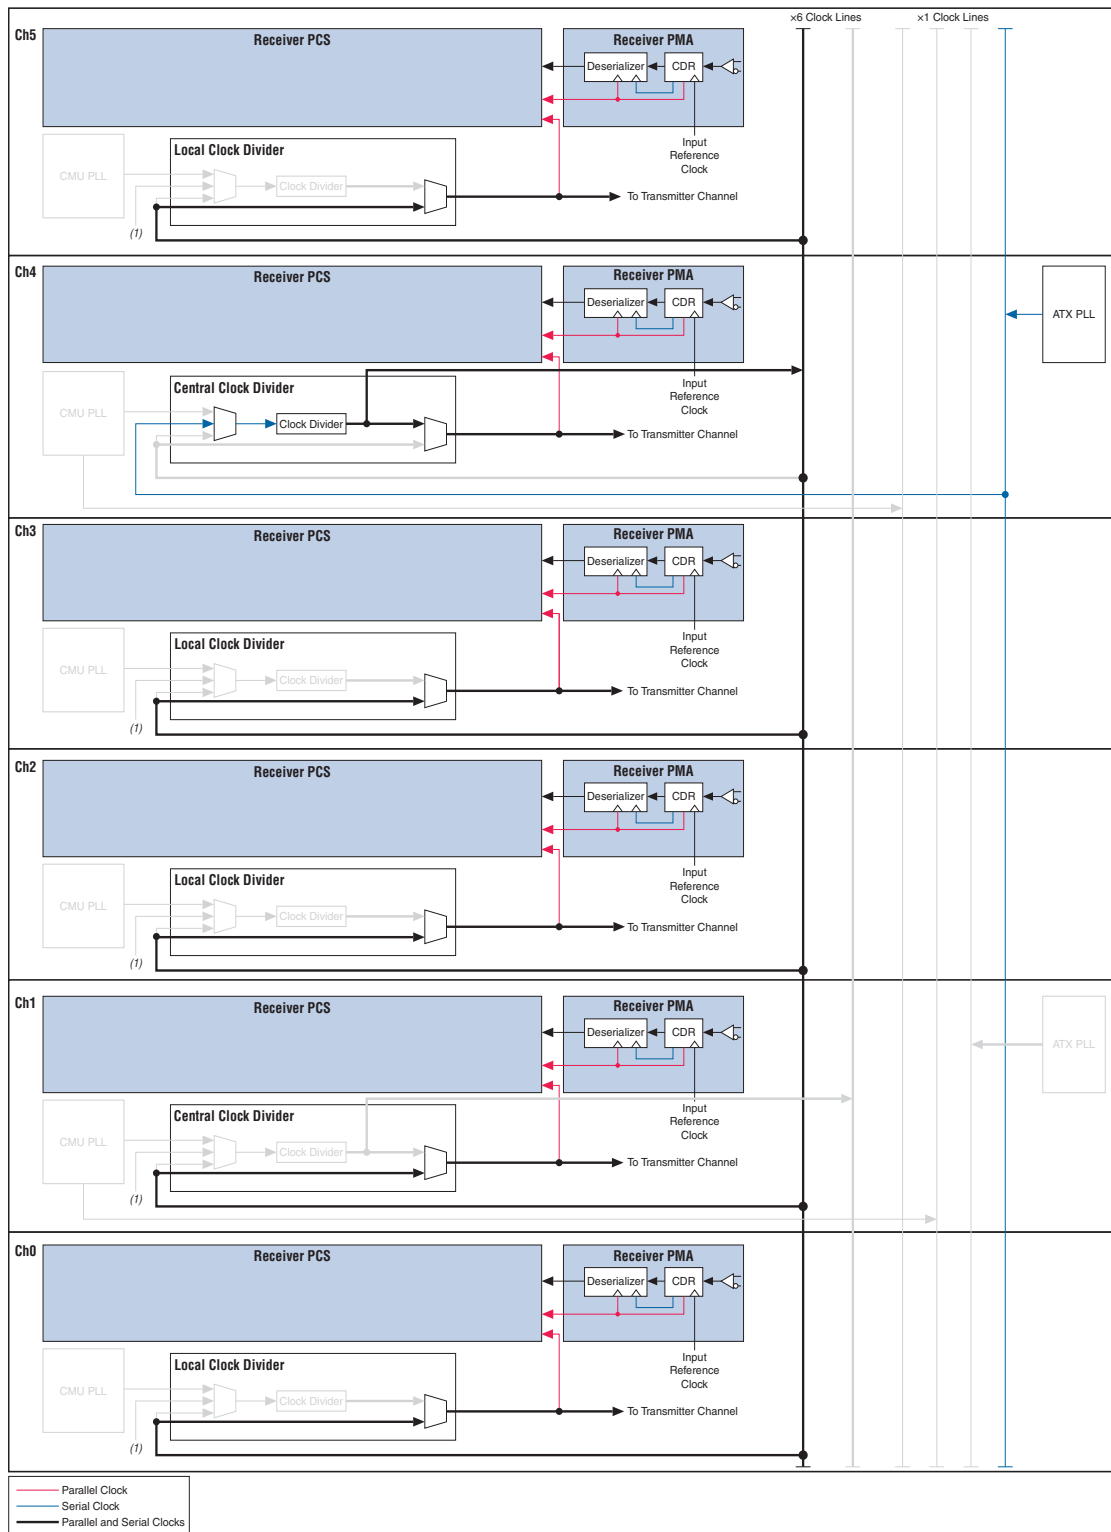 ×6 Clock Lines
×1 Clock Lines
Ch5
Receiver PCS
Receiver PMA
Deserializer
CDR
Input
Reference
Clock
CMU PLL
Local Clock Divider
Clock Divider
To Transmitter Channel
(1)
Ch4
Receiver PCS
Receiver PMA
Deserializer
CDR
ATX PLL
Input
Reference
Clock
CMU PLL
Central Clock Divider
Clock Divider
To Transmitter Channel
Ch3
Receiver PCS
Receiver PMA
Deserializer
CDR
Input
Reference
Clock
CMU PLL
Local Clock Divider
Clock Divider
To Transmitter Channel
(1)
Ch2
Receiver PCS
Receiver PMA
Deserializer
CDR
Input
Reference
Clock
CMU PLL
Local Clock Divider
Clock Divider
To Transmitter Channel
(1)
Ch1
Receiver PCS
Receiver PMA
Deserializer
CDR
ATX PLL
Input
Reference
Clock
CMU PLL
Central Clock Divider
Clock Divider
To Transmitter Channel
(1)
Ch0
Receiver PCS
Receiver PMA
Deserializer
CDR
Input
Reference
Clock
CMU PLL
Local Clock Divider
Clock Divider
To Transmitter Channel
(1)
Parallel Clock
Serial Clock
Parallel and Serial Clocks